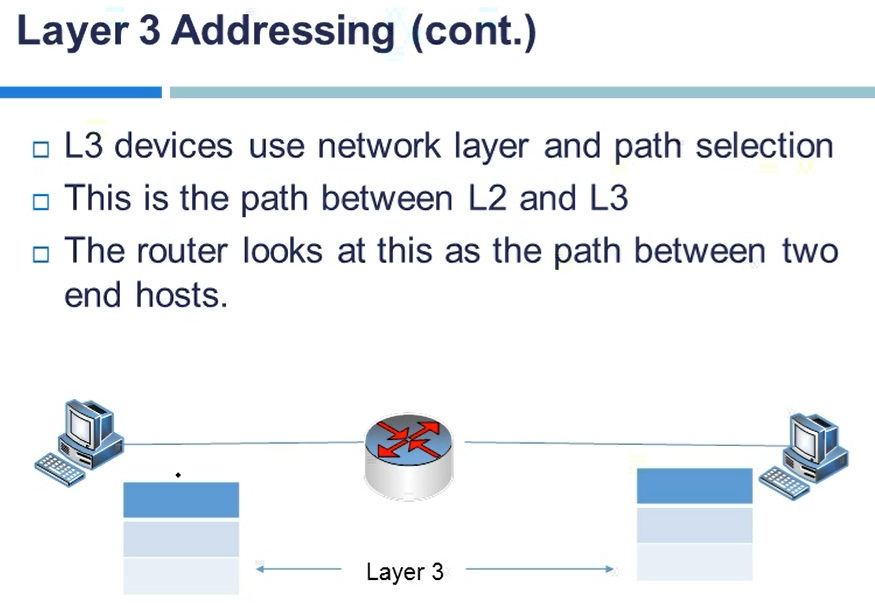 Layer 3 Addressing (cont.)
L3 devices use network layer and path selection
This is the path between L2 and L3
The router looks at this as the path between two
end hosts.
Layer 3